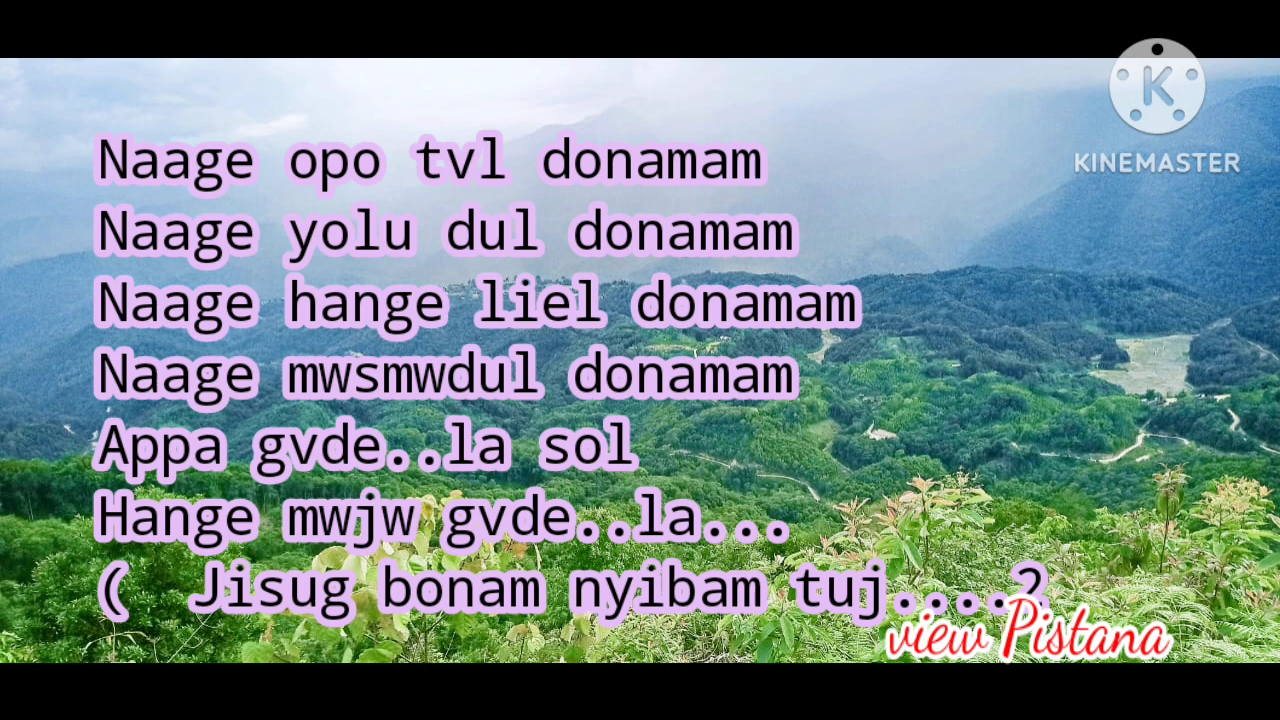 KINEMASTER
Naage opo tvl donamam
Naage yolu dul donamam
Naage hange liel donamam
Naage mwsmwdul donamam
Appa gvde..la sol
Hange mwjw gvde..la...
( Jisug bonam nyibam tuj....2
view Pistana